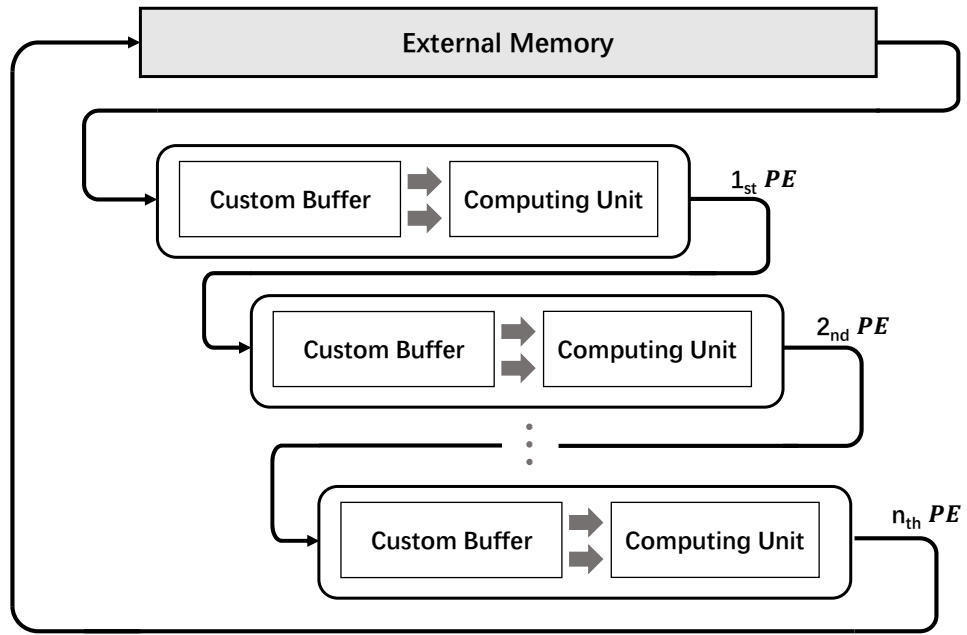 External Memory
Custom Buffer
Computing Unit
1st PE
Custom Buffer
Computing Unit
2nd PE
Custom Buffer
Computing Unit
nth PE